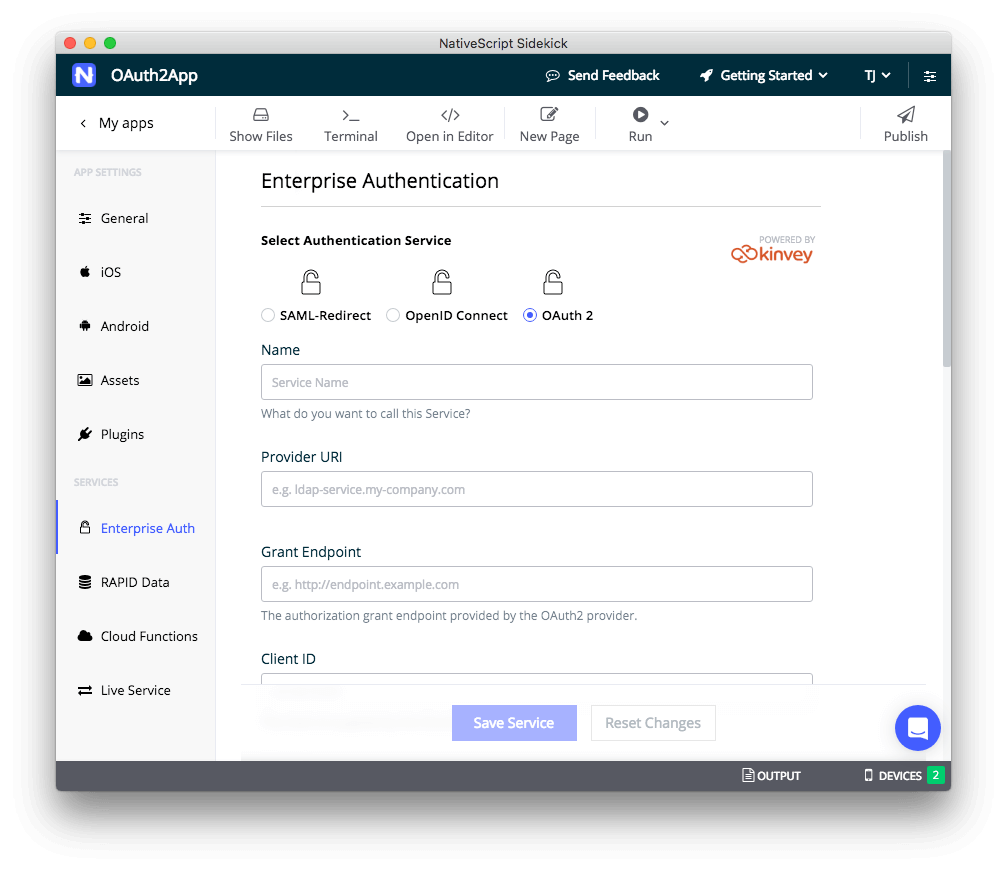 NativeScript Sidekick
N OAuth2App
Send Feedback
Getting Started
TJ
My apps
Show Files
Terminal
Open in Editor
New Page
Run
Publish
APP SETTINGS
General
iOS
Android
Assets
Plugins
SERVICES
Enterprise Auth
RAPID Data
Cloud Functions
Live Service
Enterprise Authentication
Select Authentication Service
POWERED BY
kinvey
SAML-Redirect
OpenID Connect
OAuth 2
Name
Service Name
What do you want to call this Service?
Provider URI
e.g. ldap-service.my-company.com
Grant Endpoint
e.g. http://endpoint.example.com
The authorization grant endpoint provided by the OAuth2 provider.
Client ID
Save Service
Reset Changes
OUTPUT
DEVICES 2